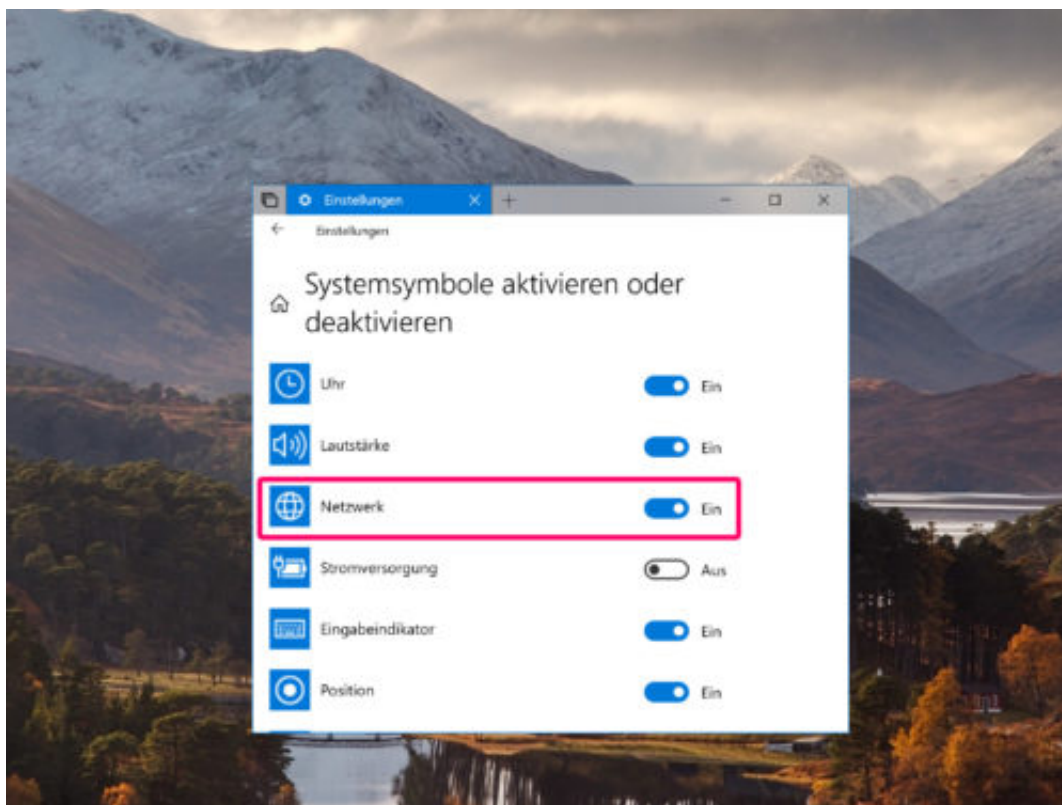 Einstellungen
Einstellungen
Systemsymbole aktivieren oder
deaktivieren
Uhr Ein
Lautstärke Ein
Netzwerk Ein
Stromversorgung Aus
Eingabeindikator Ein
Position Ein